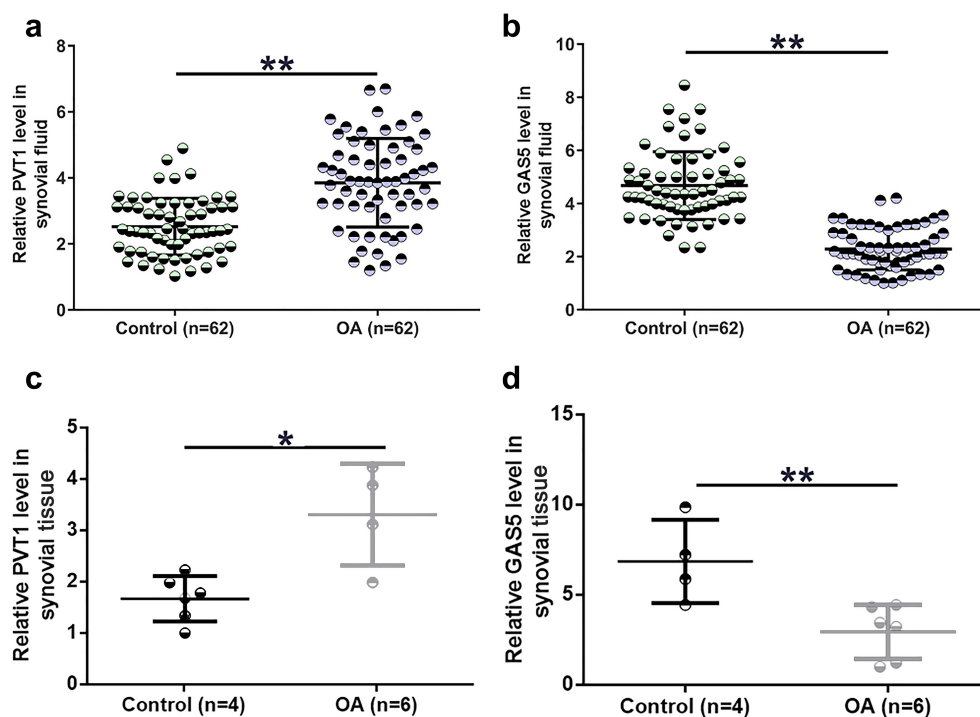 a
Relative PVT1 level in
synovial fluid
8
6
4
2
0
**
Control (n=62)
OA (n=62)
b
Relative GAS5 level in
synovial fluid
10
8
6
4
2
0
**
Control (n=62)
OA (n=62)
c
Relative PVT1 level in
synovial tissue
5
4
3
2
1
0
*
Control (n=4)
OA (n=6)
d
Relative GAS5 level in
synovial tissue
15
10
5
0
**
Control (n=4)
OA (n=6)